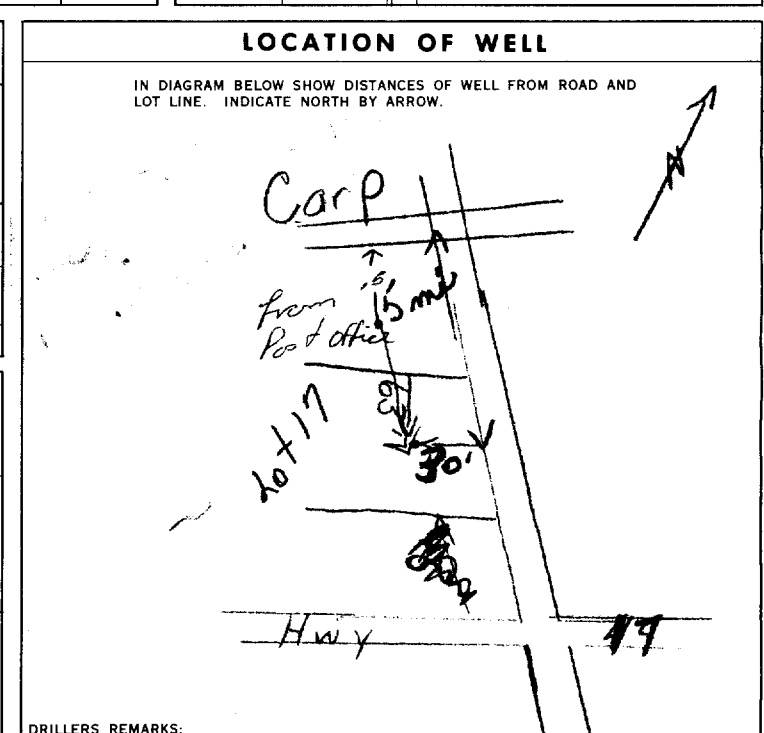 LOCATION OF WELL
IN DIAGRAM BELOW SHOW DISTANCES OF WELL FROM ROAD AND
LOT LINE. INDICATE NORTH BY ARROW.
N
Carp
.5 mi
from
Post office
Lot 17
30'
Hwy
DRILLERS REMARKS: